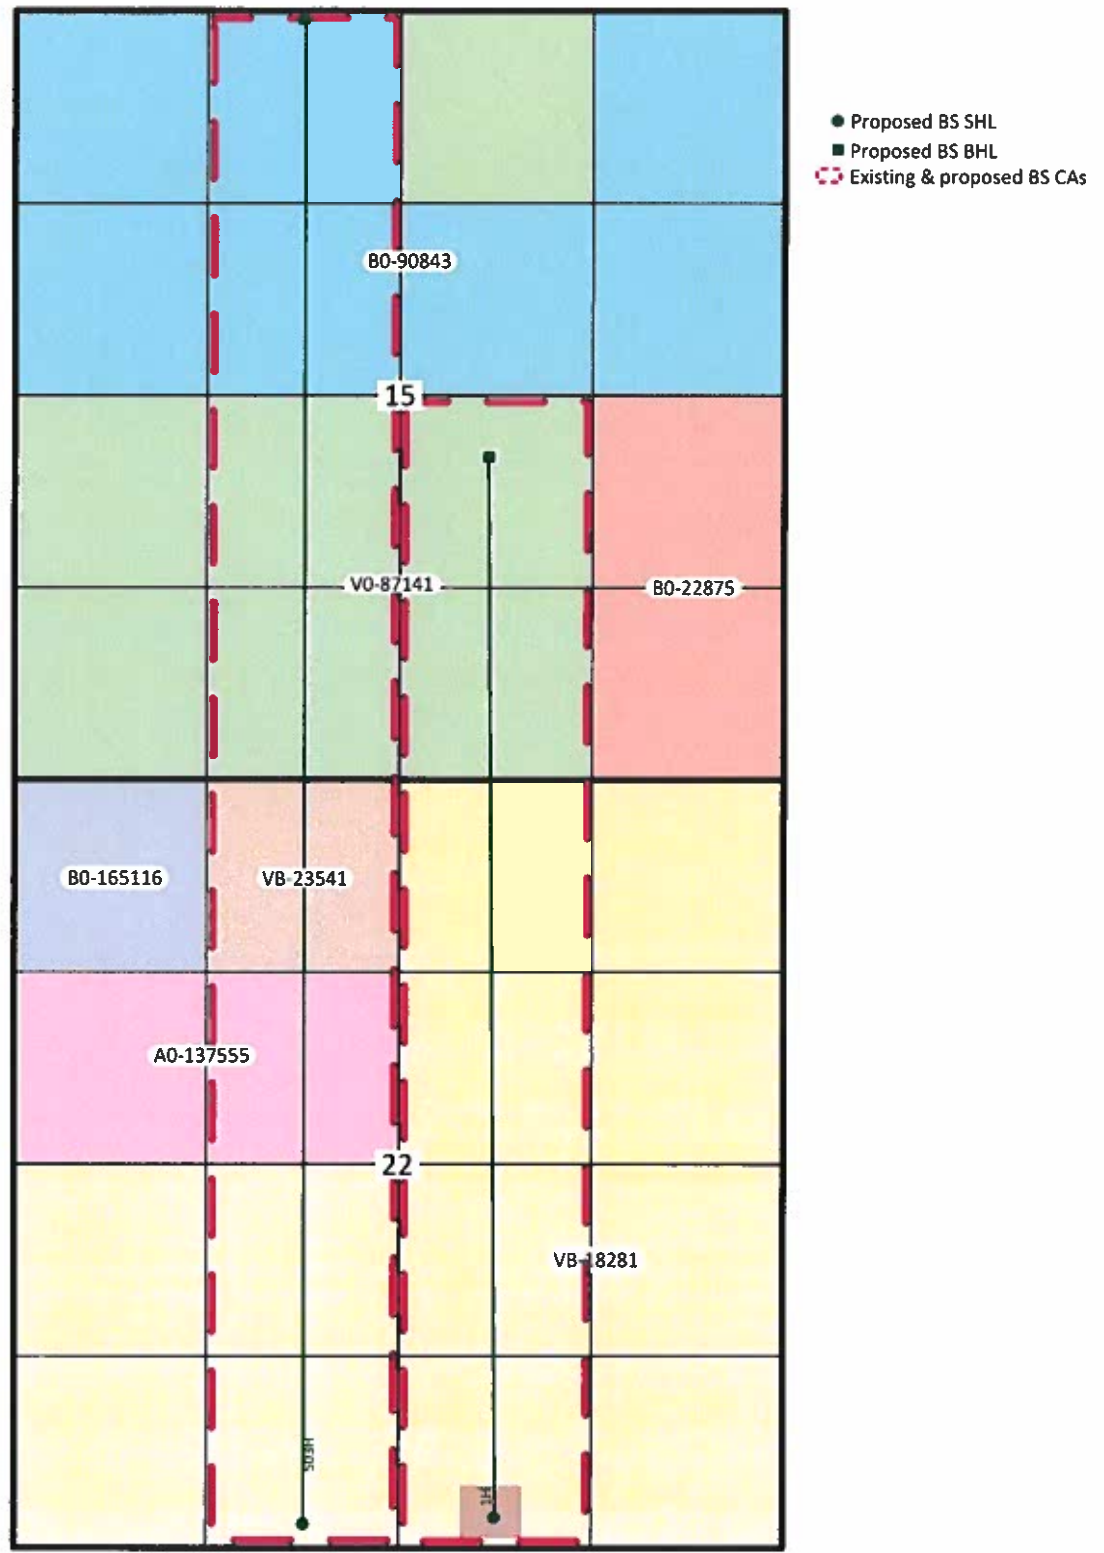 Proposed BS SHL
Proposed BS BHL
Existing & proposed BS CAs
B0-90843
15
V0-87141
B0-22875
B0-165116
VB-23541
A0-137555
22
VB-18281
503H
1H